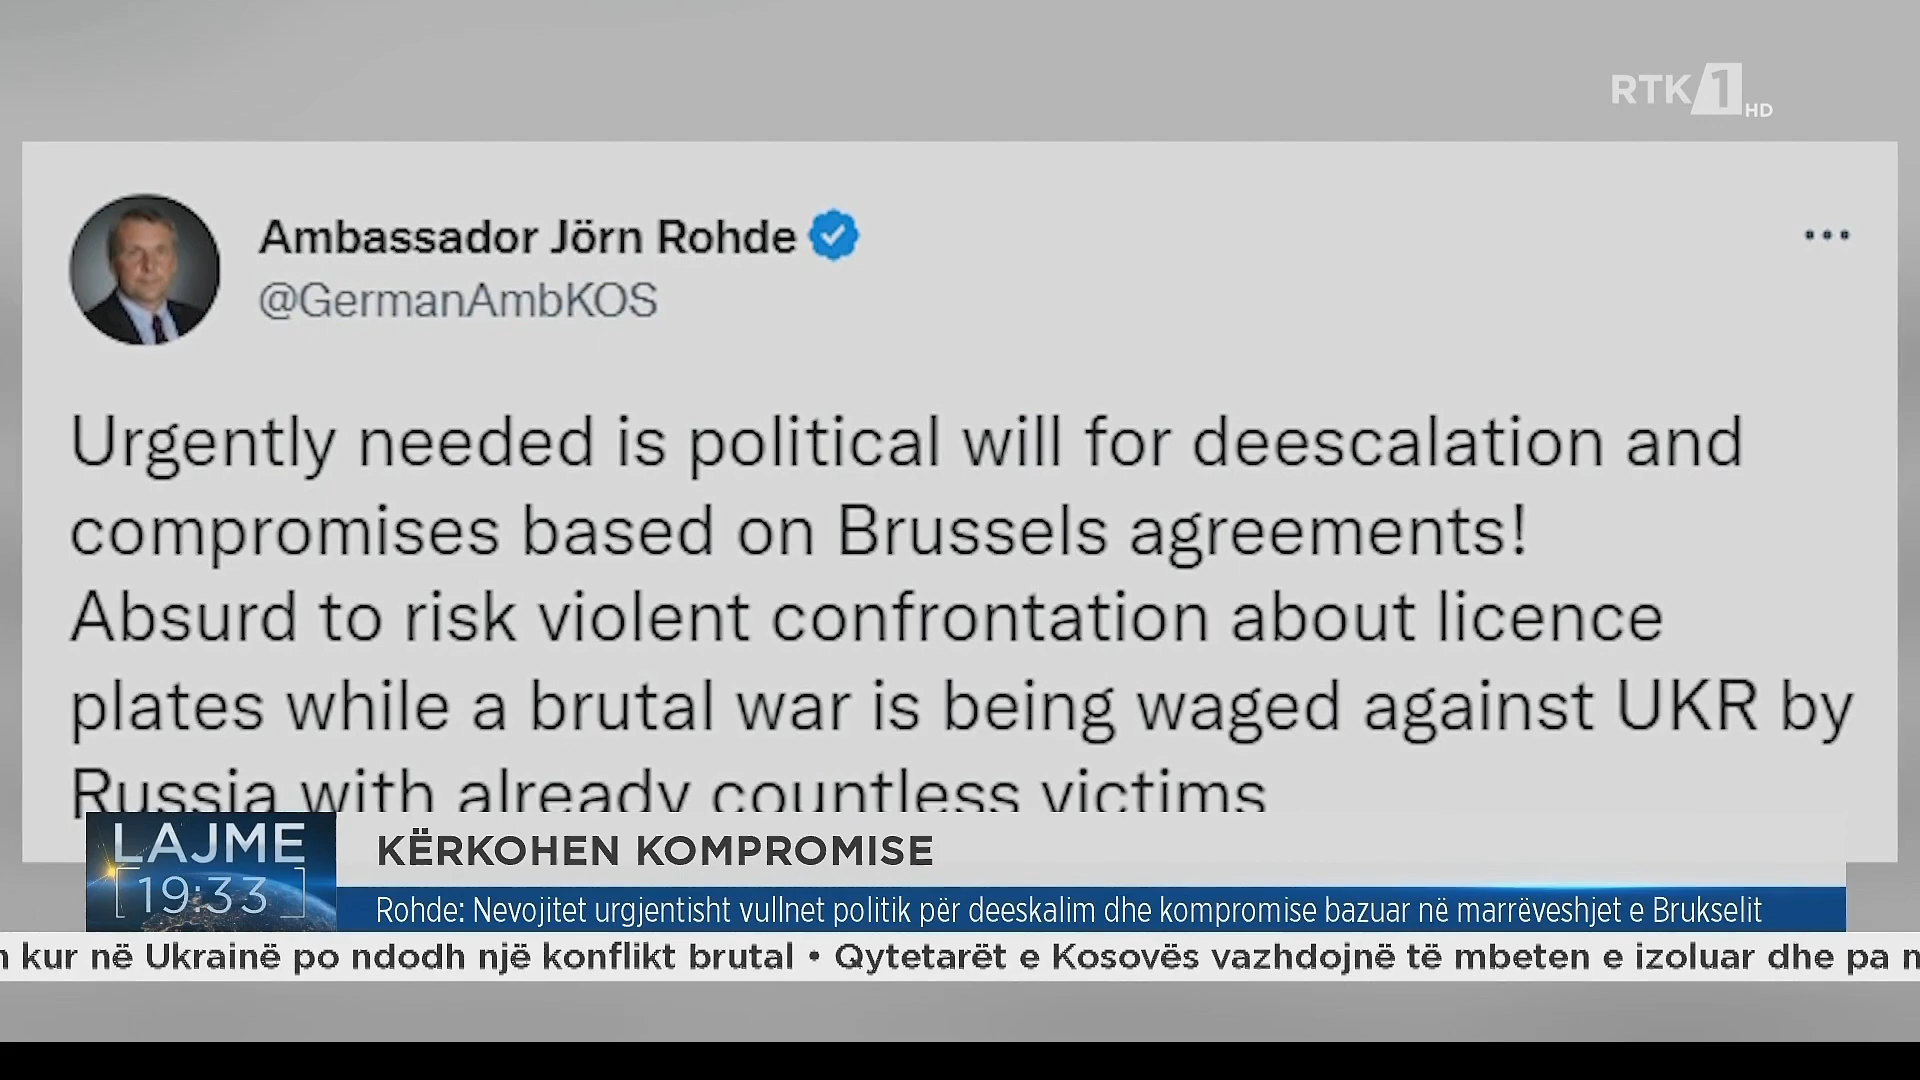 RTK 1 HD
Ambassador Jörn Rohde
@GermanAmbKOS
Urgently needed is political will for deescalation and
compromises based on Brussels agreements!
Absurd to risk violent confrontation about licence
plates while a brutal war is being waged against UKR by
Russia with already countless victims
LAJME
19:33
KËRKOHEN KOMPROMISE
Rohde: Nevojitet urgjentisht vullnet politik për deeskalim dhe kompromise bazuar në marrëveshjet e Brukselit
kur në Ukrainë po ndodh një konflikt brutal • Qytetarët e Kosovës vazhdojnë të mbeten e izoluar dhe pa